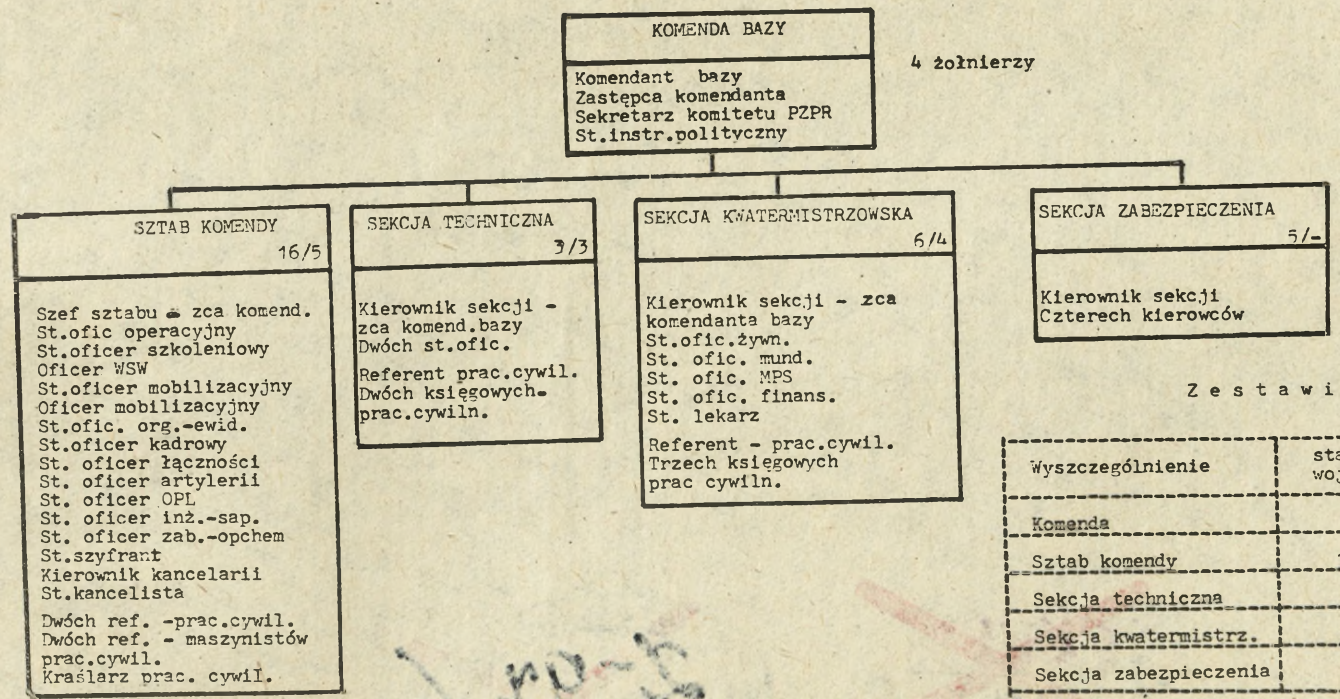 KOMENDA BAZY
Komendant bazy
Zastępca komendanta
Sekretarz komitetu PZPR
St.instr.polityczny
4 żołnierzy
SZTAB KOMENDY
16/5
Szef sztabu - zca komend.
St.ofic operacyjny
St.oficer szkoleniowy
Oficer WSW
St.oficer mobilizacyjny
Oficer mobilizacyjny
St.ofic. org.-ewid.
St.oficer kadrowy
St. oficer łączności
St. oficer artylerii
St. oficer OPL
St. oficer inż.-sap.
St. oficer zab.-opchem
St.szyfrant
Kierownik kancelarii
St.kancelista
Dwóch ref. -prac.cywil.
Dwóch ref. - maszynistów
prac.cywil.
Kraślarz prac. cywil.
SEKCJA TECHNICZNA
3/3
Kierownik sekcji -
zca komend.bazy
Dwóch st.ofic.
Referent prac.cywil.
Dwóch księgowych-
prac.cywiln.
SEKCJA KWATERMISTRZOWSKA
6/4
Kierownik sekcji - zca
komendanta bazy
St.ofic.żywn.
St. ofic. mund.
St. ofic. MPS
St. ofic. finans.
St. lekarz
Referent - prac.cywil.
Trzech księgowych
prac cywiln.
SEKCJA ZABEZPIECZENIA
5/-
Kierownik sekcji
Czterech kierowców
Z e s t a w i
Wyszczególnienie
Komenda
Sztab komendy
Sekcja techniczna
Sekcja kwatermistrz.
Sekcja zabezpieczenia